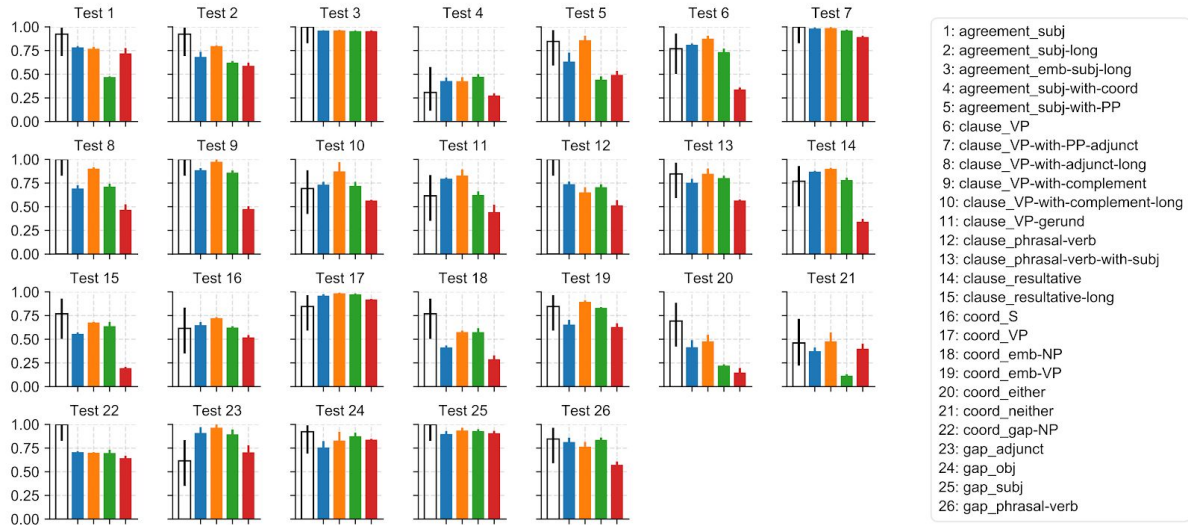 Test 1 Test 2 Test 3 Test 4 Test 5 Test 6 Test 7
1.00
0.75
0.50
0.25
0.00
Test 8 Test 9 Test 10 Test 11 Test 12 Test 13 Test 14
1.00
0.75
0.50
0.25
0.00
Test 15 Test 16 Test 17 Test 18 Test 19 Test 20 Test 21
1.00
0.75
0.50
0.25
0.00
Test 22 Test 23 Test 24 Test 25 Test 26
1.00
0.75
0.50
0.25
0.00
1: agreement_subj
2: agreement_subj-long
3: agreement_emb-subj-long
4: agreement_subj-with-coord
5: agreement_subj-with-PP
6: clause_VP
7: clause_VP-with-PP-adjunct
8: clause_VP-with-adjunct-long
9: clause_VP-with-complement
10: clause_VP-with-complement-long
11: clause_VP-gerund
12: clause_phrasal-verb
13: clause_phrasal-verb-with-subj
14: clause_resultative
15: clause_resultative-long
16: coord_S
17: coord_VP
18: coord_emb-NP
19: coord_emb-VP
20: coord_either
21: coord_neither
22: coord_gap-NP
23: gap_adjunct
24: gap_obj
25: gap_subj
26: gap_phrasal-verb